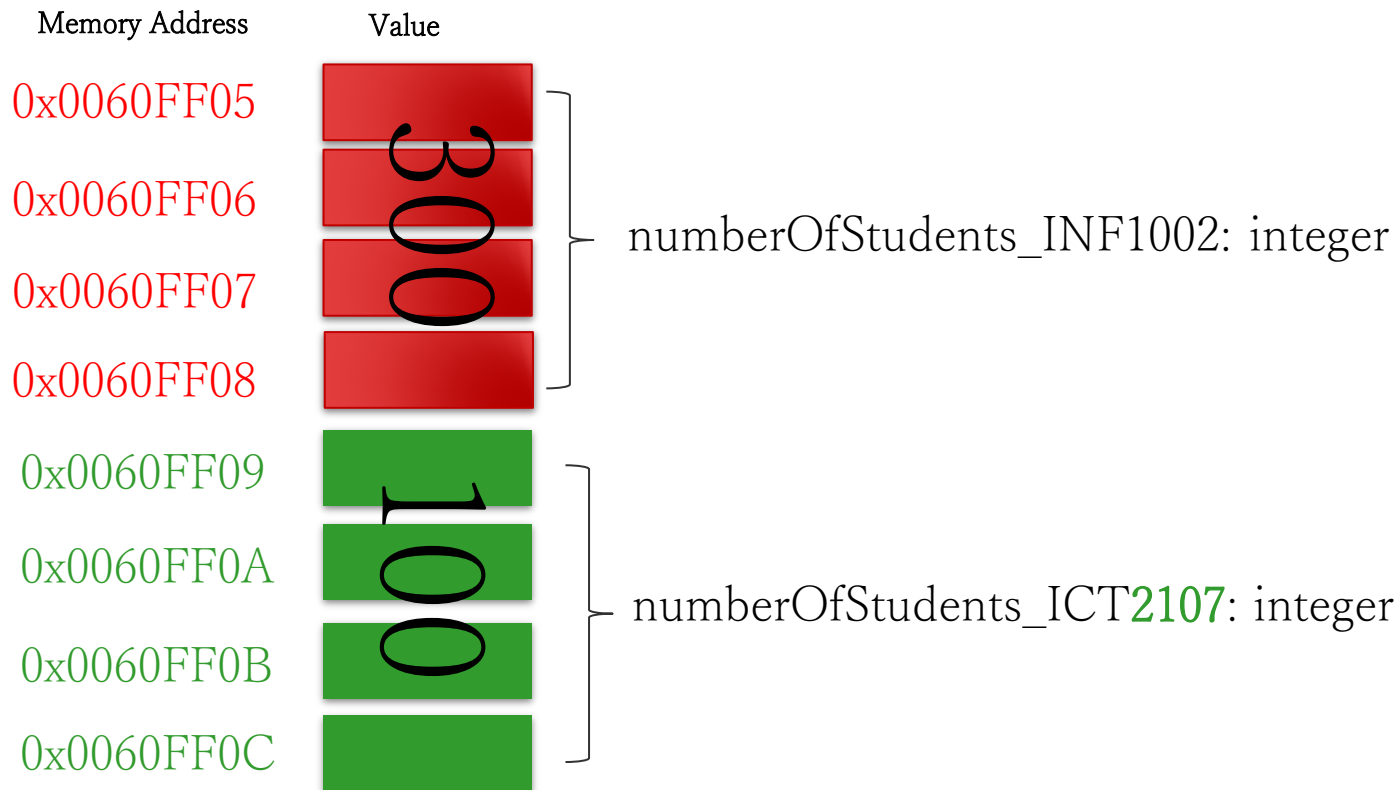 Memory Address Value
0x0060FF05
0x0060FF06
0x0060FF07
0x0060FF08
300
numberOfStudents_INF1002: integer
0x0060FF09
0x0060FF0A
0x0060FF0B
0x0060FF0C
100
numberOfStudents_ICT2107: integer